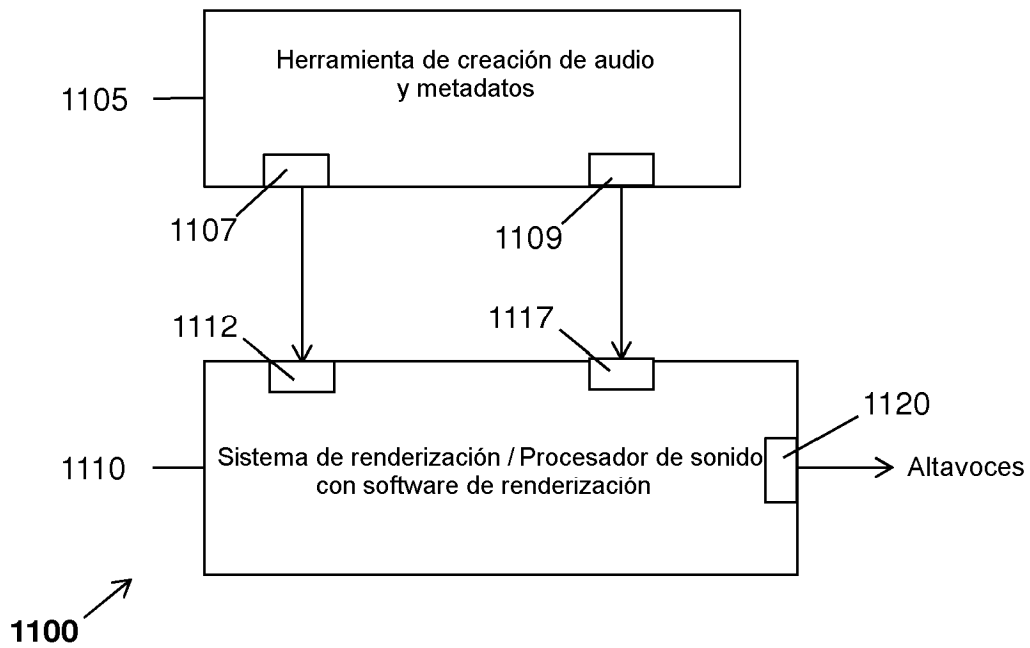 Herramienta de creación de audio
y metadatos
1105
1107
1109
1112
1117
1120
1110
Sistema de renderización / Procesador de sonido
con software de renderización
Altavoces
1100